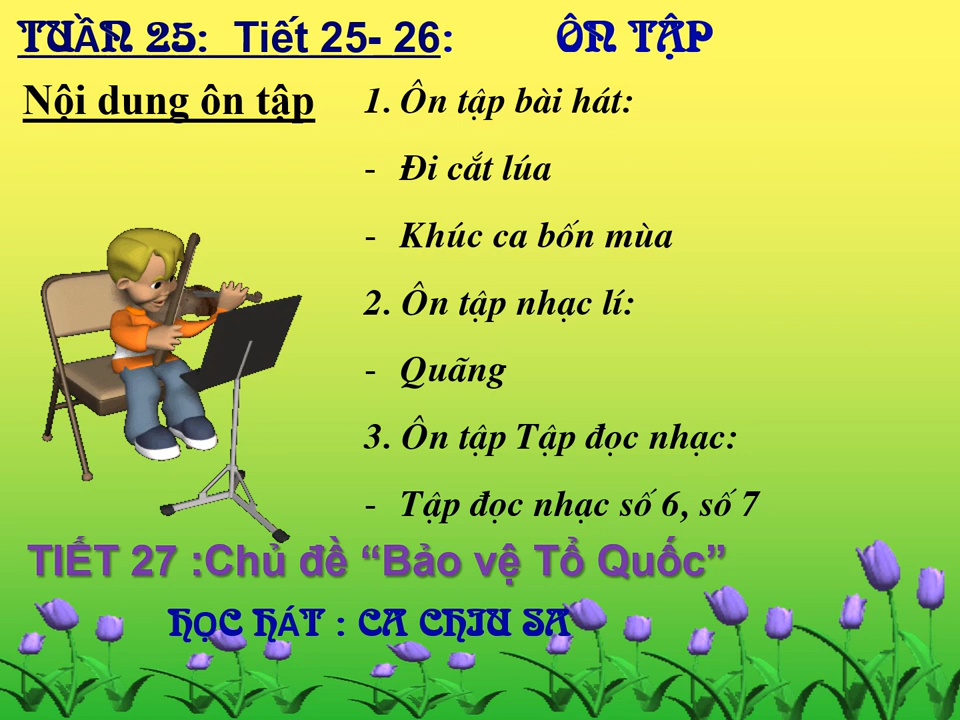 TUẦN 25: Tiết 25- 26: ÔN TẬP
Nội dung ôn tập
1. Ôn tập bài hát:
- Đi cắt lúa
- Khúc ca bốn mùa
2. Ôn tập nhạc lí:
- Quãng
3. Ôn tập Tập đọc nhạc:
- Tập đọc nhạc số 6, số 7
TIẾT 27 :Chủ đề “Bảo vệ Tổ Quốc”
HỌC HÁT : CA CHIU SA